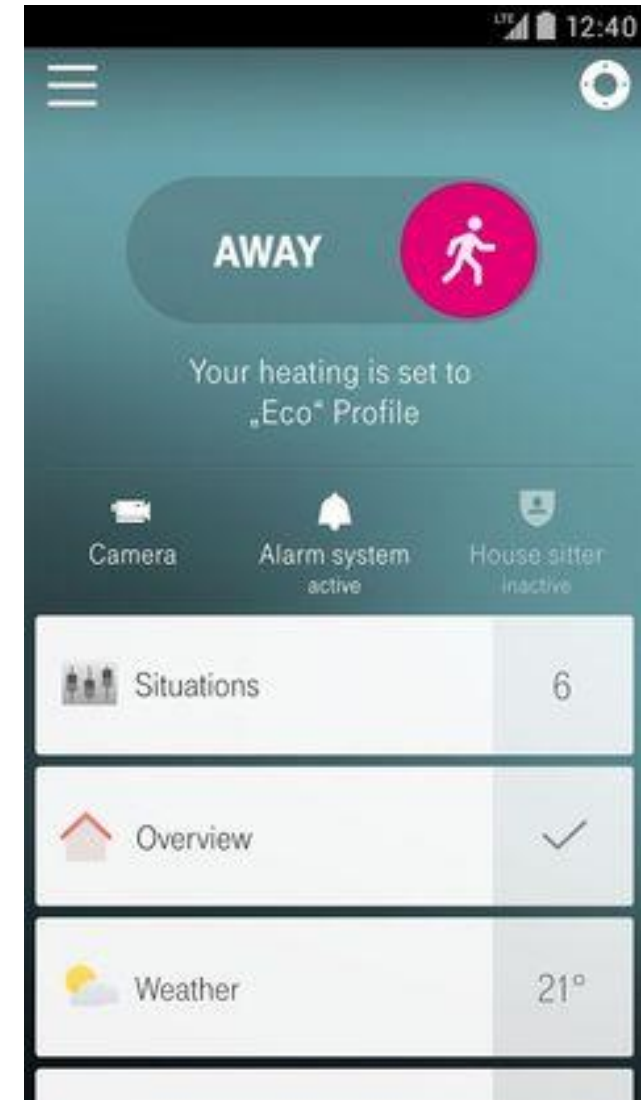 LTE 12:40
AWAY
Your heating is set to
„Eco“ Profile
Camera
Alarm system
active
House sitter
inactive
Situations
6
Overview
Weather
21°